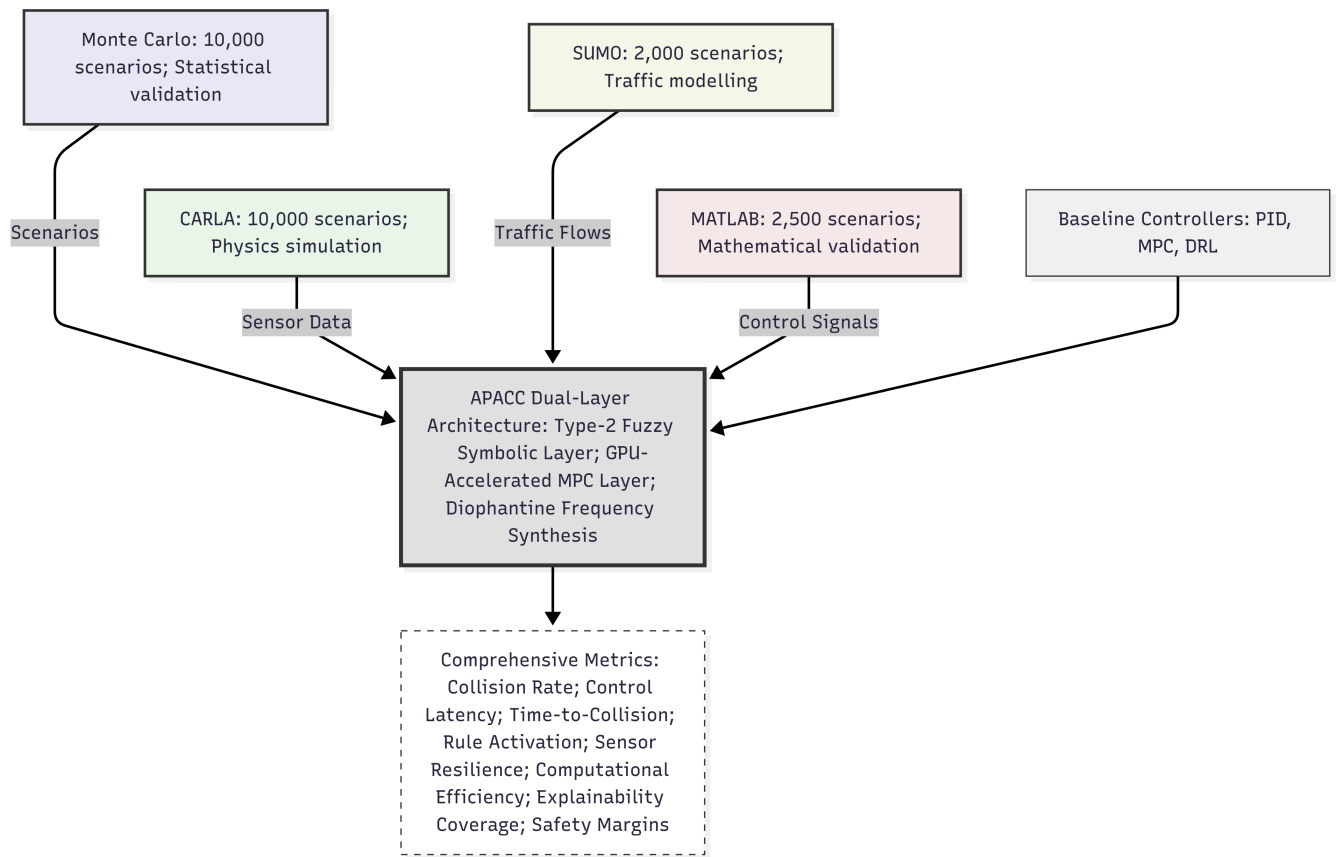 Monte Carlo: 10,000
scenarios; Statistical
validation
SUMO: 2,000 scenarios;
Traffic modelling
CARLA: 10,000 scenarios;
Physics simulation
MATLAB: 2,500 scenarios;
Mathematical validation
Baseline Controllers: PID,
MPC, DRL
Scenarios
Traffic Flows
Sensor Data
Control Signals
APACC Dual-Layer
Architecture: Type-2 Fuzzy
Symbolic Layer; GPU-
Accelerated MPC Layer;
Diophantine Frequency
Synthesis
Comprehensive Metrics:
Collision Rate; Control
Latency; Time-to-Collision;
Rule Activation; Sensor
Resilience; Computational
Efficiency; Explainability
Coverage; Safety Margins